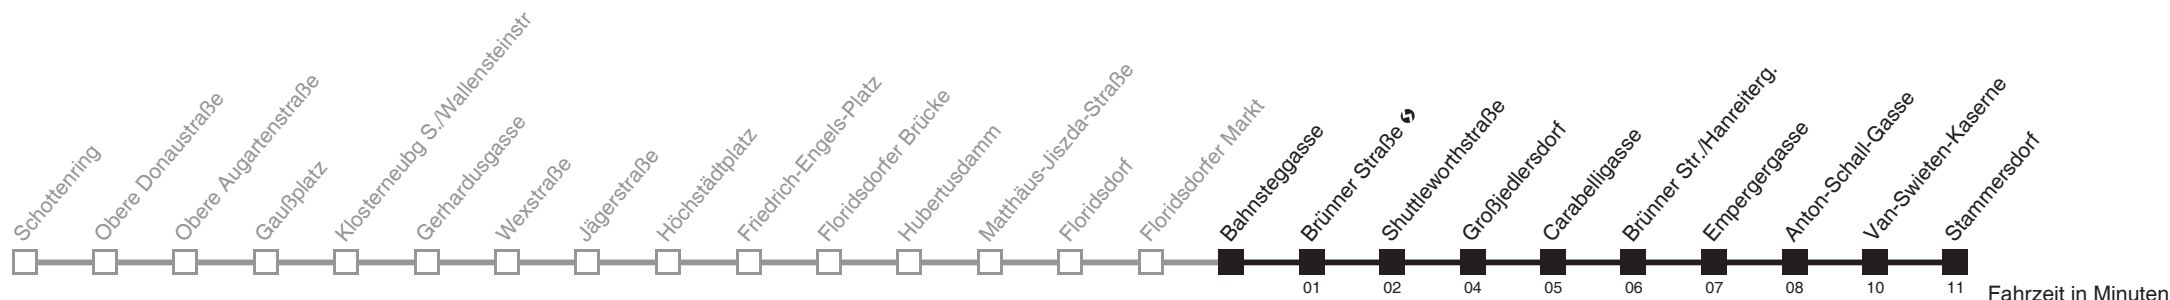 Schottenring
Obere Donaustraße
Obere Augartenstraße
Gaußplatz
Klosterneubg S./Wallensteinstr
Gerhardusgasse
Wexstraße
Jägerstraße
Höchstädtplatz
Friedrich-Engels-Platz
Floridsdorfer Brücke
Hubertusdamm
Matthäus-Jiszda-Straße
Floridsdorf
Floridsdorfer Markt
Bahnsteggasse
Brünner Straße
Shuttleworthstraße
Großjedlersdorf
Carabelligasse
Brünner Str./Hanreiterg.
Empergergasse
Anton-Schall-Gasse
Van-Swieten-Kaserne
Stammersdorf
01 02 04 05 06 07 08 10 11 Fahrzeit in Minuten